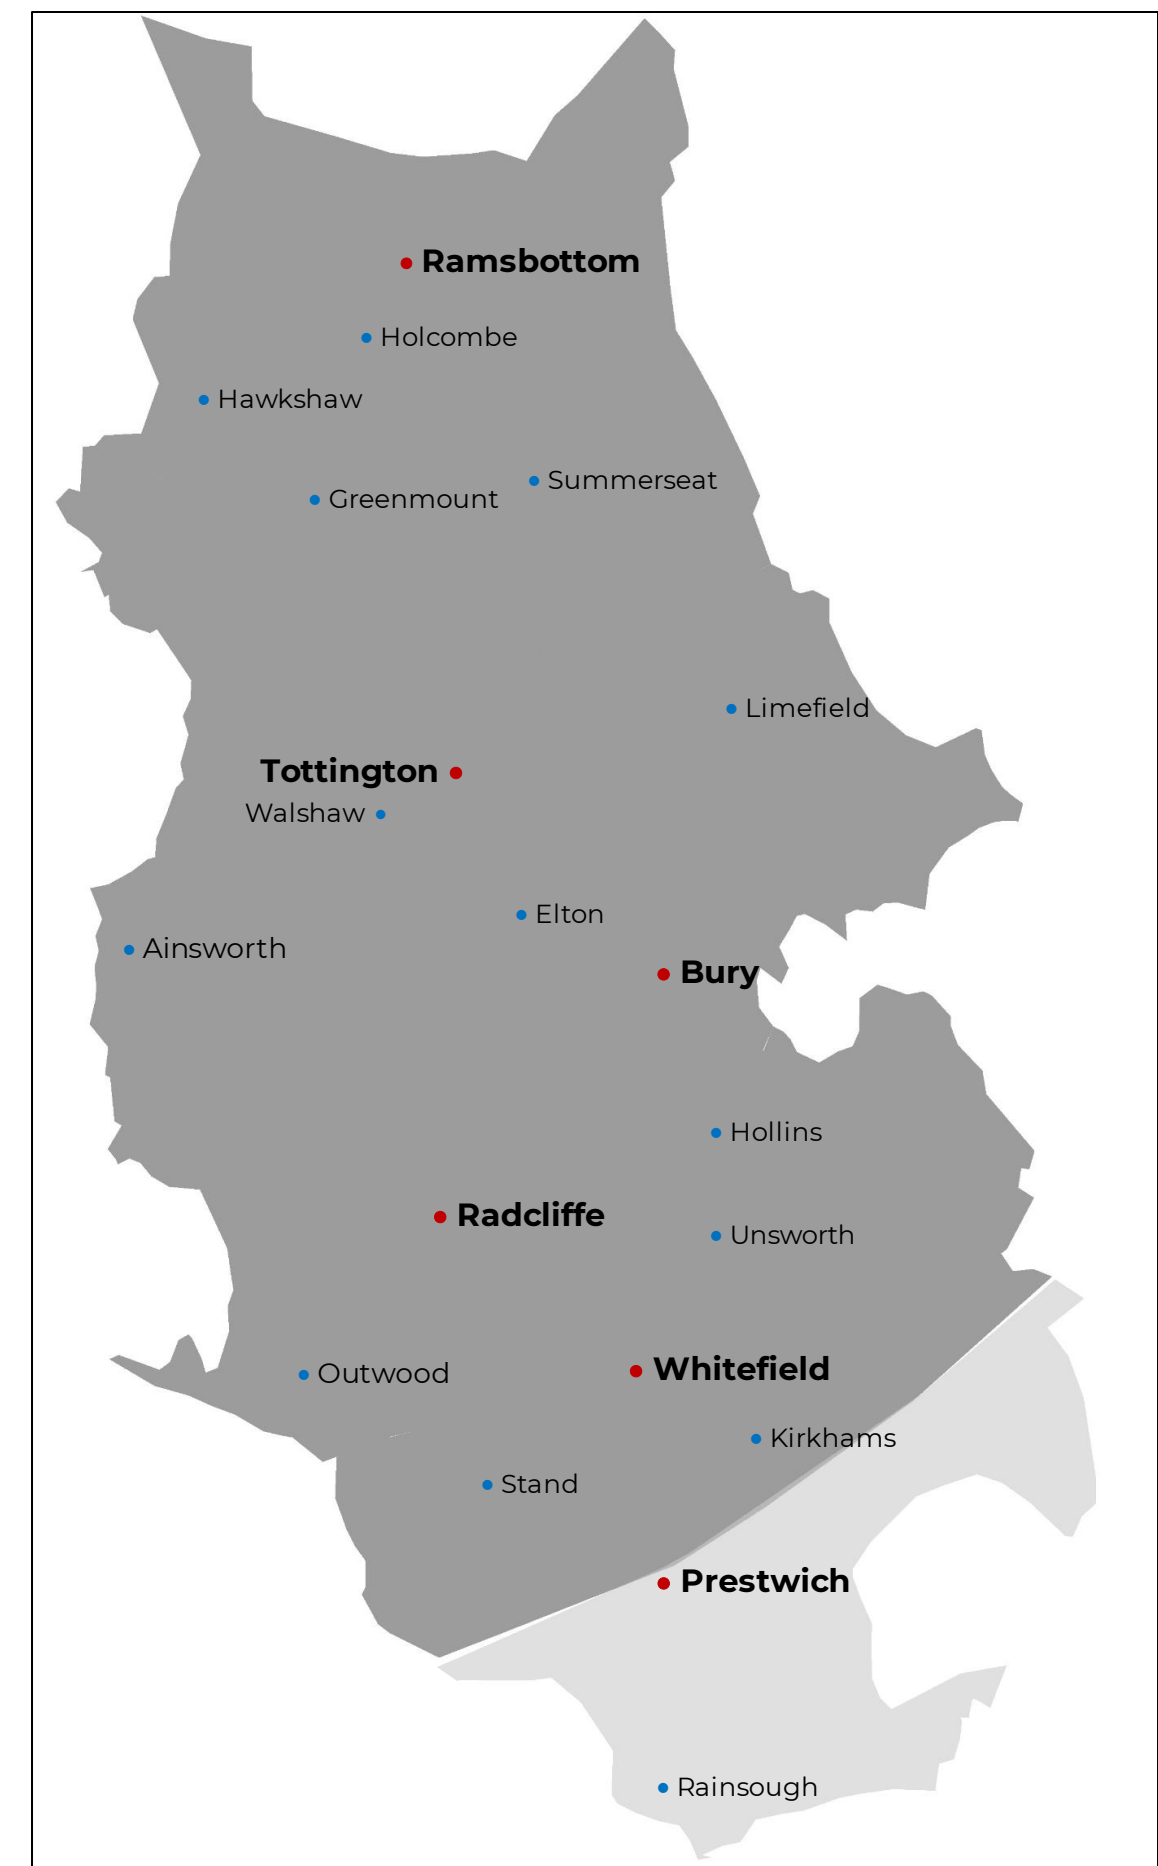 Ramsbottom
Holcombe
Hawkshaw
Summerseat
Greenmount
Limefield
Tottington
Walshaw
Elton
Ainsworth
Bury
Hollins
Radcliffe
Unsworth
Whitefield
Outwood
Kirkhams
Stand
Prestwich
Rainsough